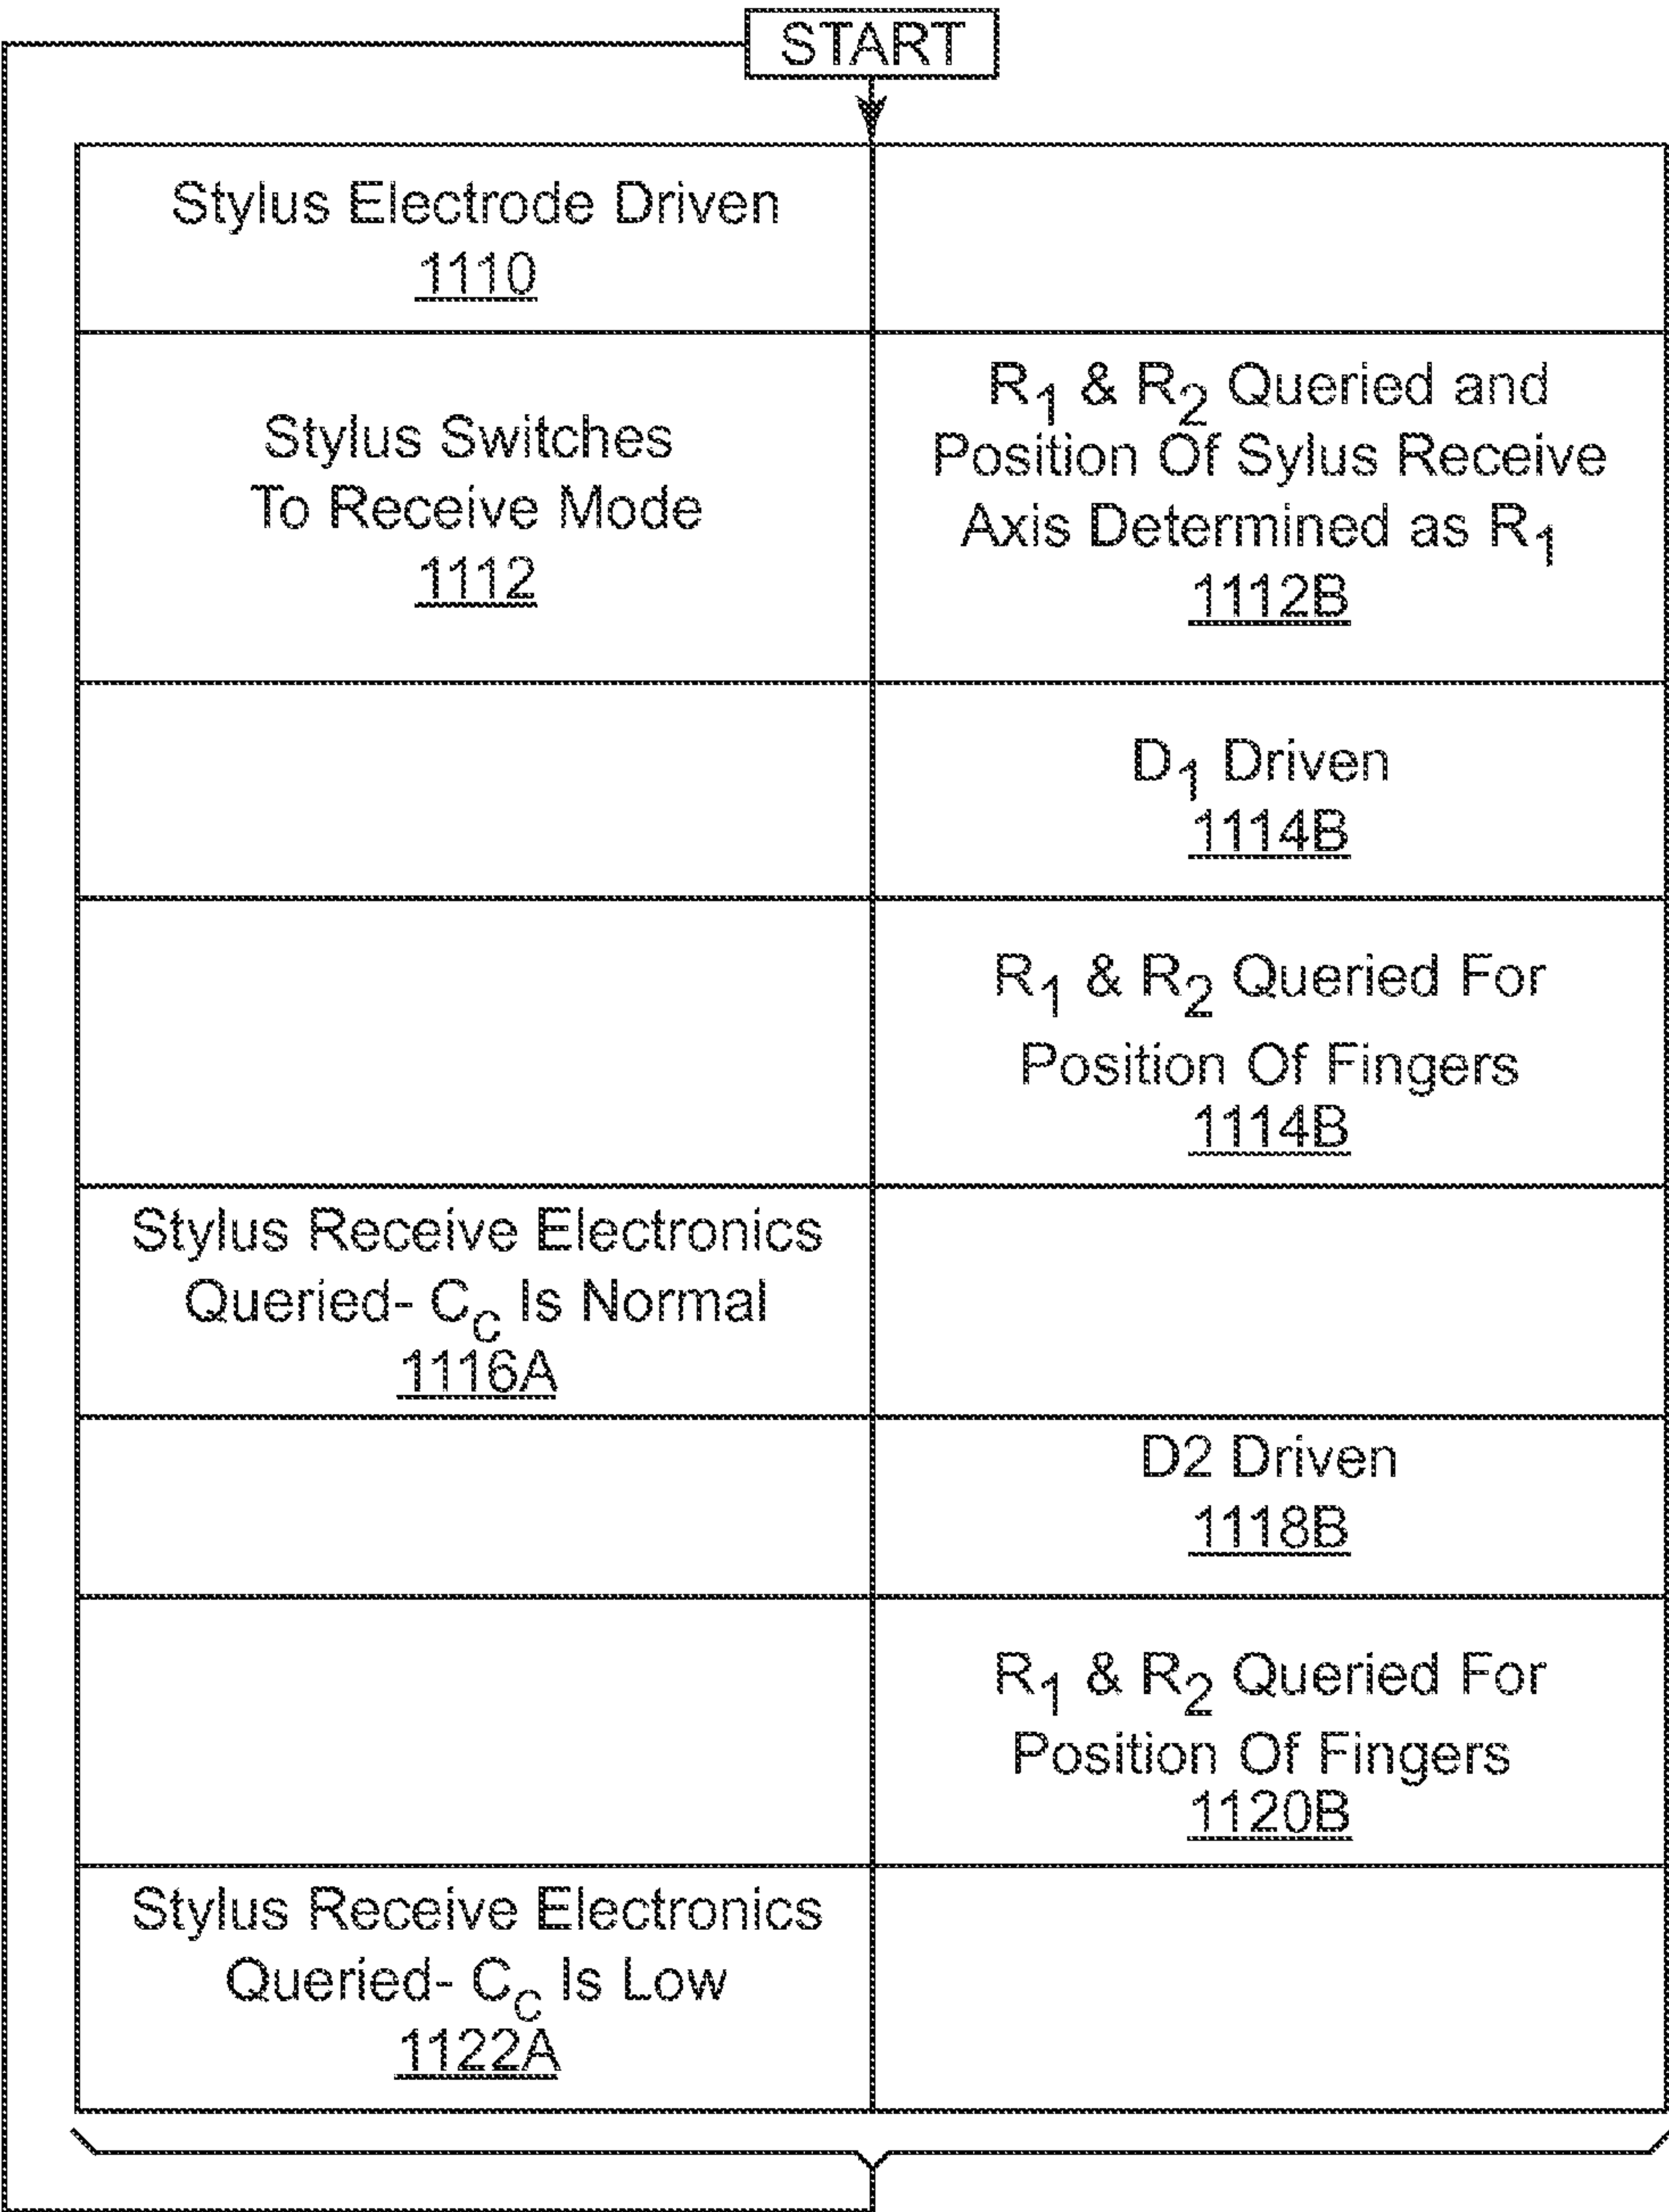 START
Stylus Electrode Driven
1110
Stylus Switches
To Receive Mode
1112
R1 & R2 Queried and
Position Of Sylus Receive
Axis Determined as R1
1112B
D1 Driven
1114B
R1 & R2 Queried For
Position Of Fingers
1114B
Stylus Receive Electronics
Queried- CC Is Normal
1116A
D2 Driven
1118B
R1 & R2 Queried For
Position Of Fingers
1120B
Stylus Receive Electronics
Queried- CC Is Low
1122A